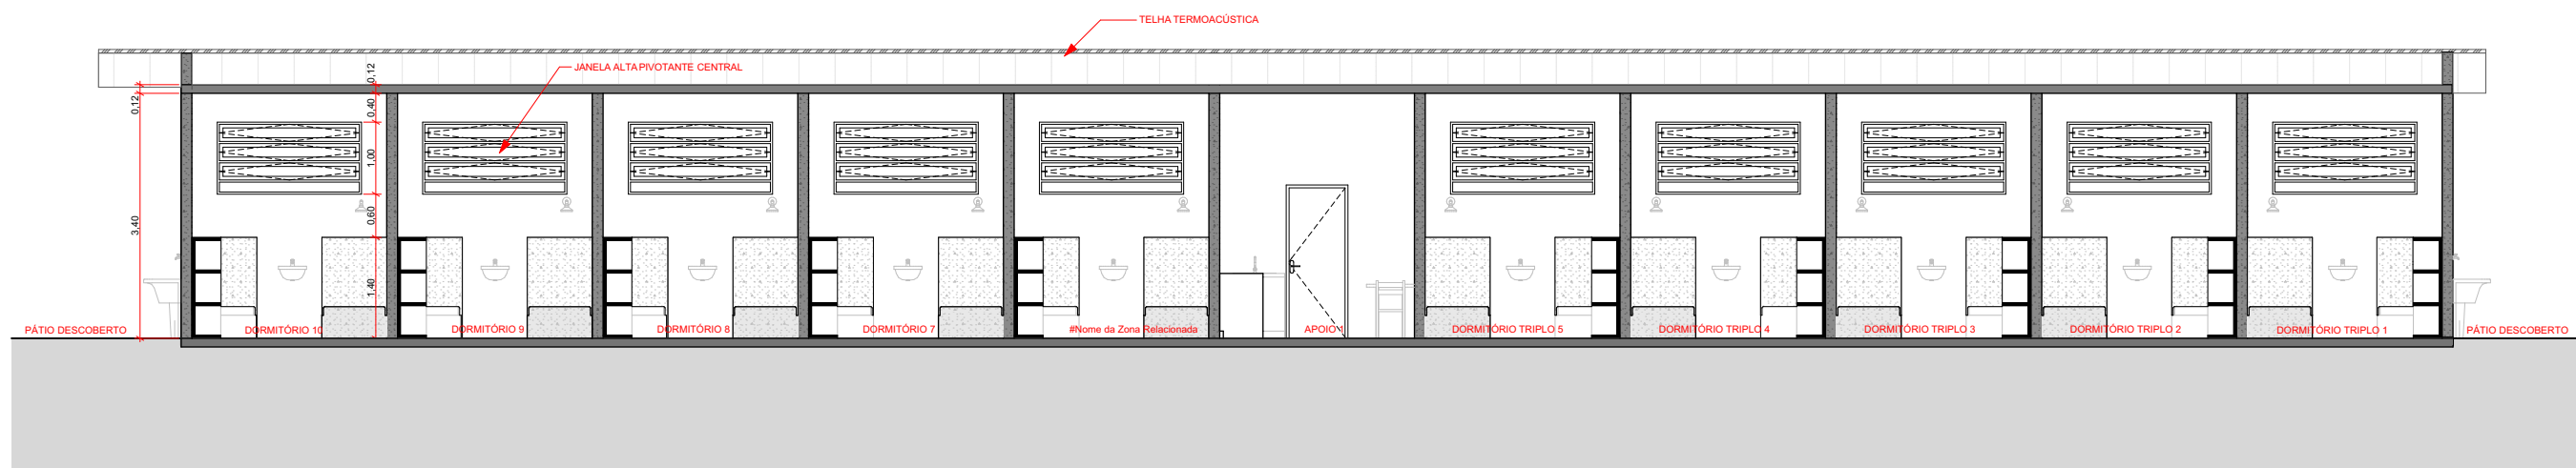 TELHA TERMOACÚSTICA
JANELA ALTA PIVOTANTE CENTRAL
0,12
0,12
0,40
1,00
0,60
3,40
1,40
PÁTIO DESCOBERTO
DORMITÓRIO 10
DORMITÓRIO 9
DORMITÓRIO 8
DORMITÓRIO 7
#Nome da Zona Relacionada
APOIO 1
DORMITÓRIO TRIPLO 5
DORMITÓRIO TRIPLO 4
DORMITÓRIO TRIPLO 3
DORMITÓRIO TRIPLO 2
DORMITÓRIO TRIPLO 1
PÁTIO DESCOBERTO